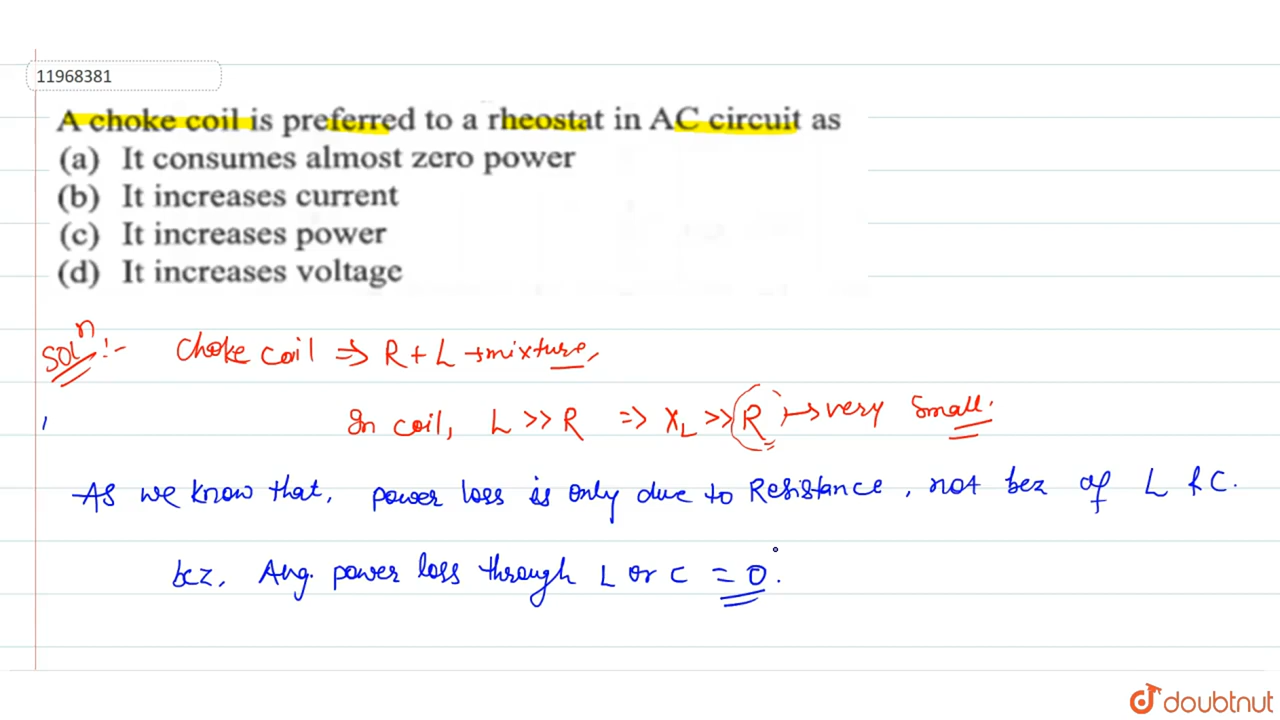 11968381
A choke coil is preferred to a rheostat in AC circuit as
(a) It consumes almost zero power
(b) It increases current
(c) It increases power
(d) It increases voltage
Solⁿ :- Choke coil ⇒ R + L → mixture,
In coil, L >> R ⇒ X_L >> R → very small.
As we know that, power loss is only due to Resistance, not bcz of L & C.
bcz, Avg. power loss through L or C = 0.
doubtnut